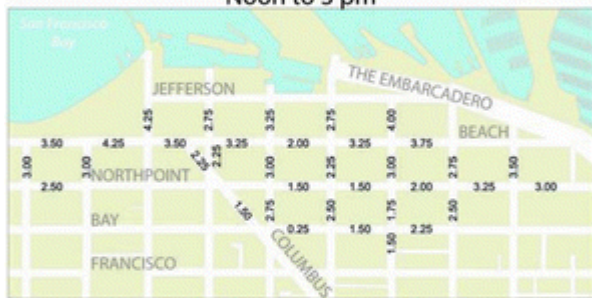 Noon to 3 pm
San Francisco
Bay
JEFFERSON
THE EMBARCADERO
4.25 2.75 3.25 4.00
BEACH
3.50 4.25 3.50 3.25 2.00 3.25 3.75
3.00 3.00 2.25 2.25 3.00 2.25 3.00 2.75 3.50
NORTHPOINT
2.50 1.50 1.50 2.00 3.25 3.00
1.50 2.75 2.50 1.75 2.50
BAY
0.25 1.50 2.25
COLUMBUS
1.50
FRANCISCO